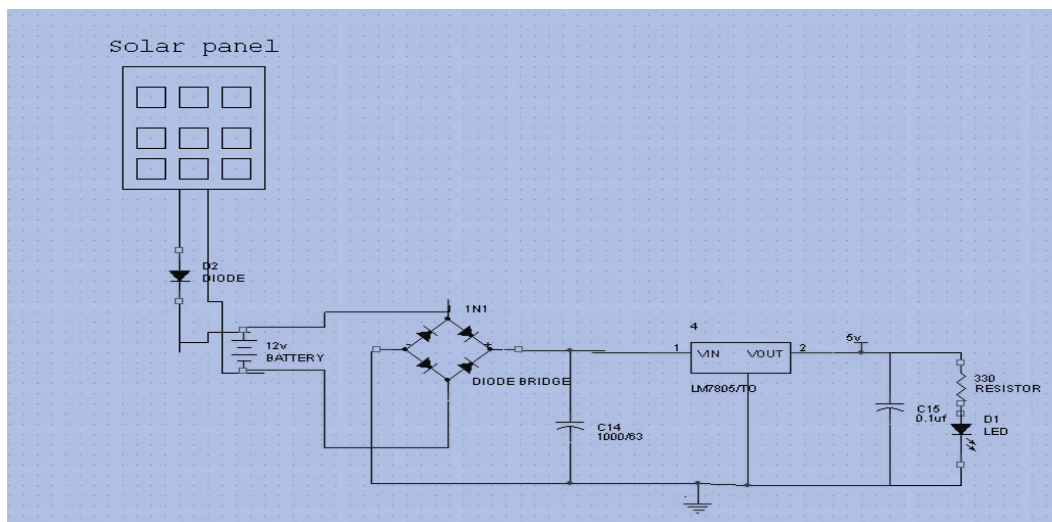 Solar panel
D2
DIODE
12v
BATTERY
1N1
-
+
DIODE BRIDGE
C14
1000/63
4
1
VIN
VOUT
2
LM7805/TO
5v
C15
0.1uf
330
RESISTOR
D1
LED